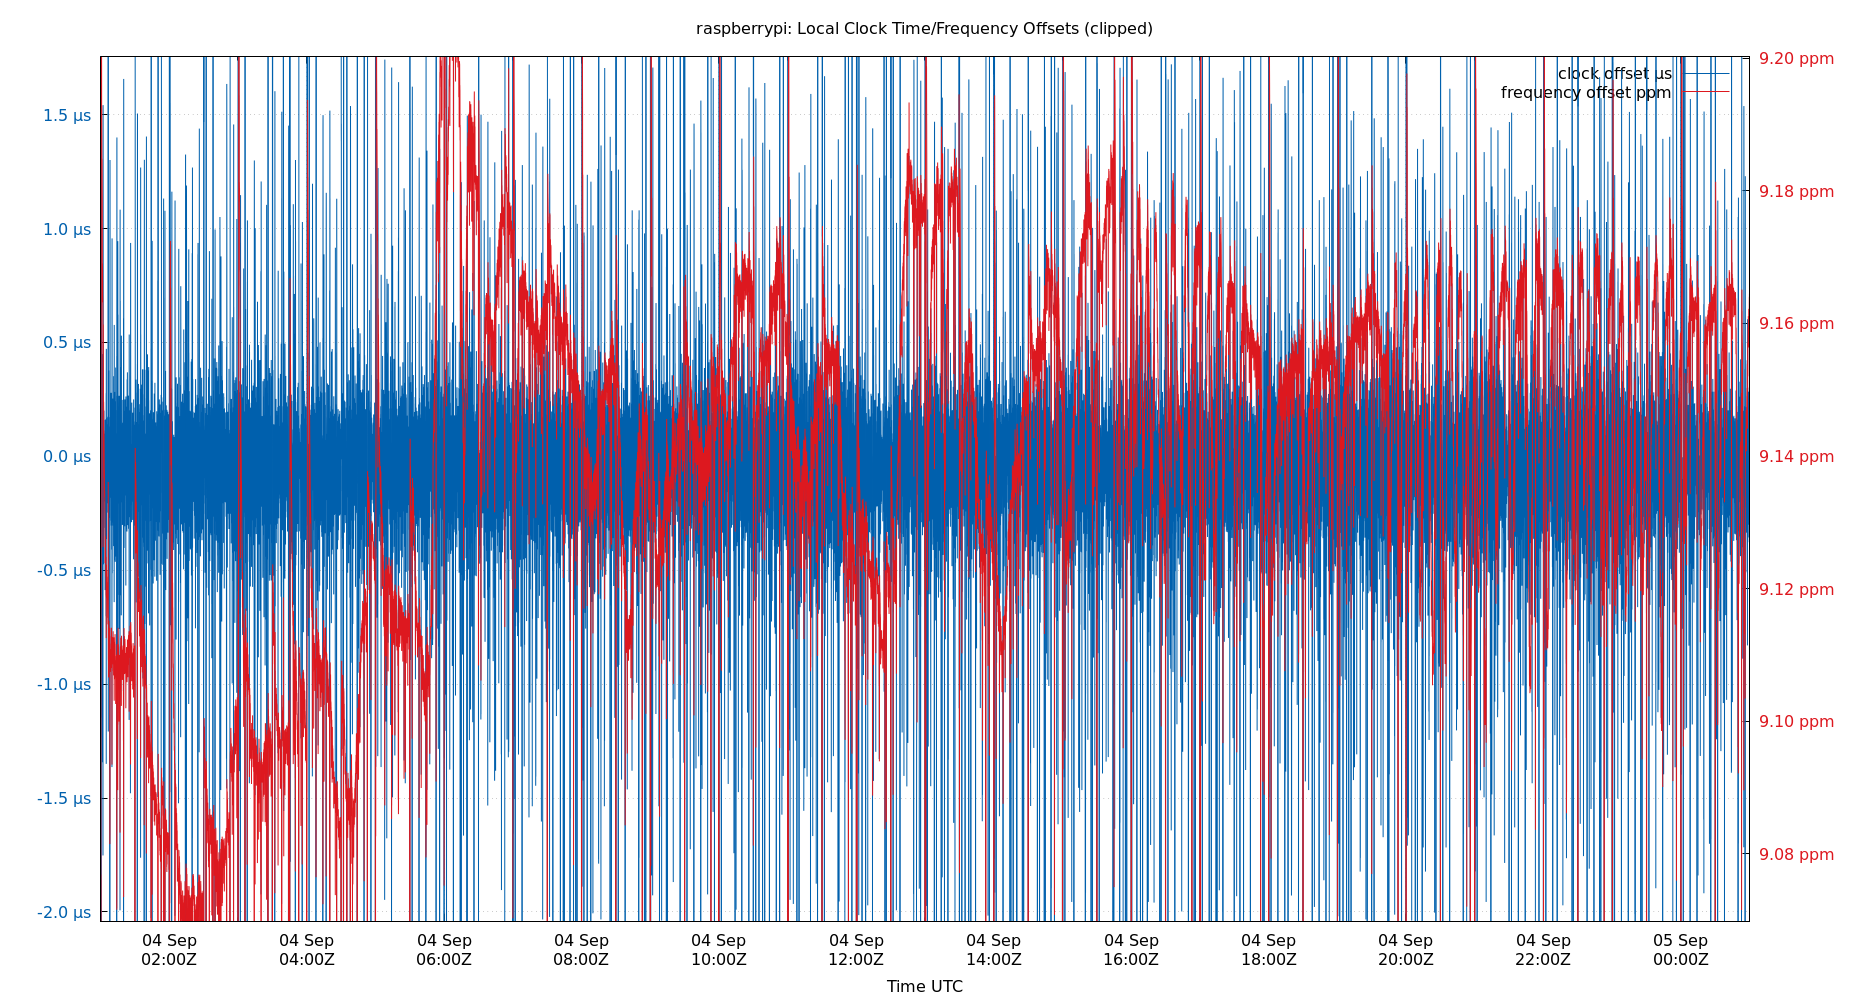 raspberrypi: Local Clock Time/Frequency Offsets (clipped)
clock offset µs
frequency offset ppm
1.5 µs
1.0 µs
0.5 µs
0.0 µs
-0.5 µs
-1.0 µs
-1.5 µs
-2.0 µs
9.20 ppm
9.18 ppm
9.16 ppm
9.14 ppm
9.12 ppm
9.10 ppm
9.08 ppm
04 Sep
02:00Z
04 Sep
04:00Z
04 Sep
06:00Z
04 Sep
08:00Z
04 Sep
10:00Z
04 Sep
12:00Z
04 Sep
14:00Z
04 Sep
16:00Z
04 Sep
18:00Z
04 Sep
20:00Z
04 Sep
22:00Z
05 Sep
00:00Z
Time UTC